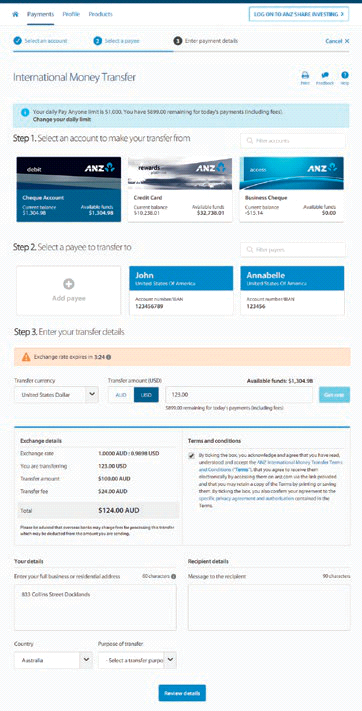 Payments Profile Products
LOG ON TO ANZ SHARE INVESTING >
Select an account
2 Select a payee
3 Enter payment details
Cancel ×
International Money Transfer
Print Feedback Help
Your daily Pay Anyone limit is $1,000. You have $899.00 remaining for today's payments (including fees).
Change your daily limit
Step 1. Select an account to make your transfer from
Filter accounts
debit ANZ
Cheque Account
Current balance Available funds
$1,304.98 $1,304.98
rewards ANZ
Credit Card
Current balance Available funds
$32,738.01
access ANZ
Business Cheque
Current balance Available funds
-$15.14 $0.00
Step 2. Select a payee to transfer to
Filter payees
Add payee
John
United States Of America
Account number/IBAN
123456789
Annabelle
United States Of America
Account number/IBAN
123456
Step 3. Enter your transfer details
Exchange rate expires in 3:24
Transfer currency
United States Dollar
Transfer amount (USD)
Available funds: $1,304.98
AUD USD 123.00
$899.00 remaining for today's payments (including fees)
Exchange details
Exchange rate 1.0000 AUD / 0.9898 USD
You are transferring 123.00 USD
Transfer amount $100.00 AUD
Transfer fee $24.00 AUD
Total $124.00 AUD
Please be advised that overseas banks may charge fees for processing this transfer
which may be deducted from the amount you are sending.
Terms and conditions
By ticking the box, you acknowledge and agree that you have read,
understand and accept the ANZ International Money Transfer Terms
and Conditions ("Terms"), that you agree to receive them
electronically by accessing them on anz.com via the link provided
and that you may retain a copy of the Terms by printing or saving
them. By ticking the box, you also confirm your agreement to the
specific privacy agreement and authorisation contained in the
Terms.
Your details
Enter your full business or residential address 60 characters
833 Collins Street Docklands
Recipient details
Message to the recipient 99 characters
Country
Australia
Purpose of transfer
- Select a transfer purpo
Review details